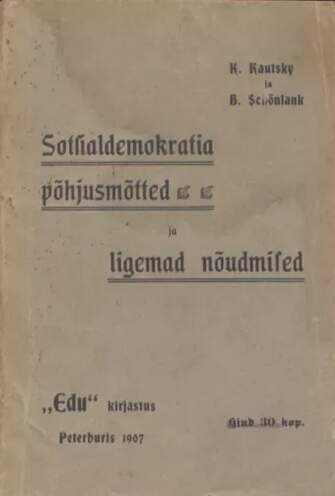 K. Kautsky
ja
B. Schönlank
Sotsialdemokratia
põhjusmõtted
ja
ligemad nõudmised
„Edu“ kirjastus
Peterburis 1907
Hind 30 kop.